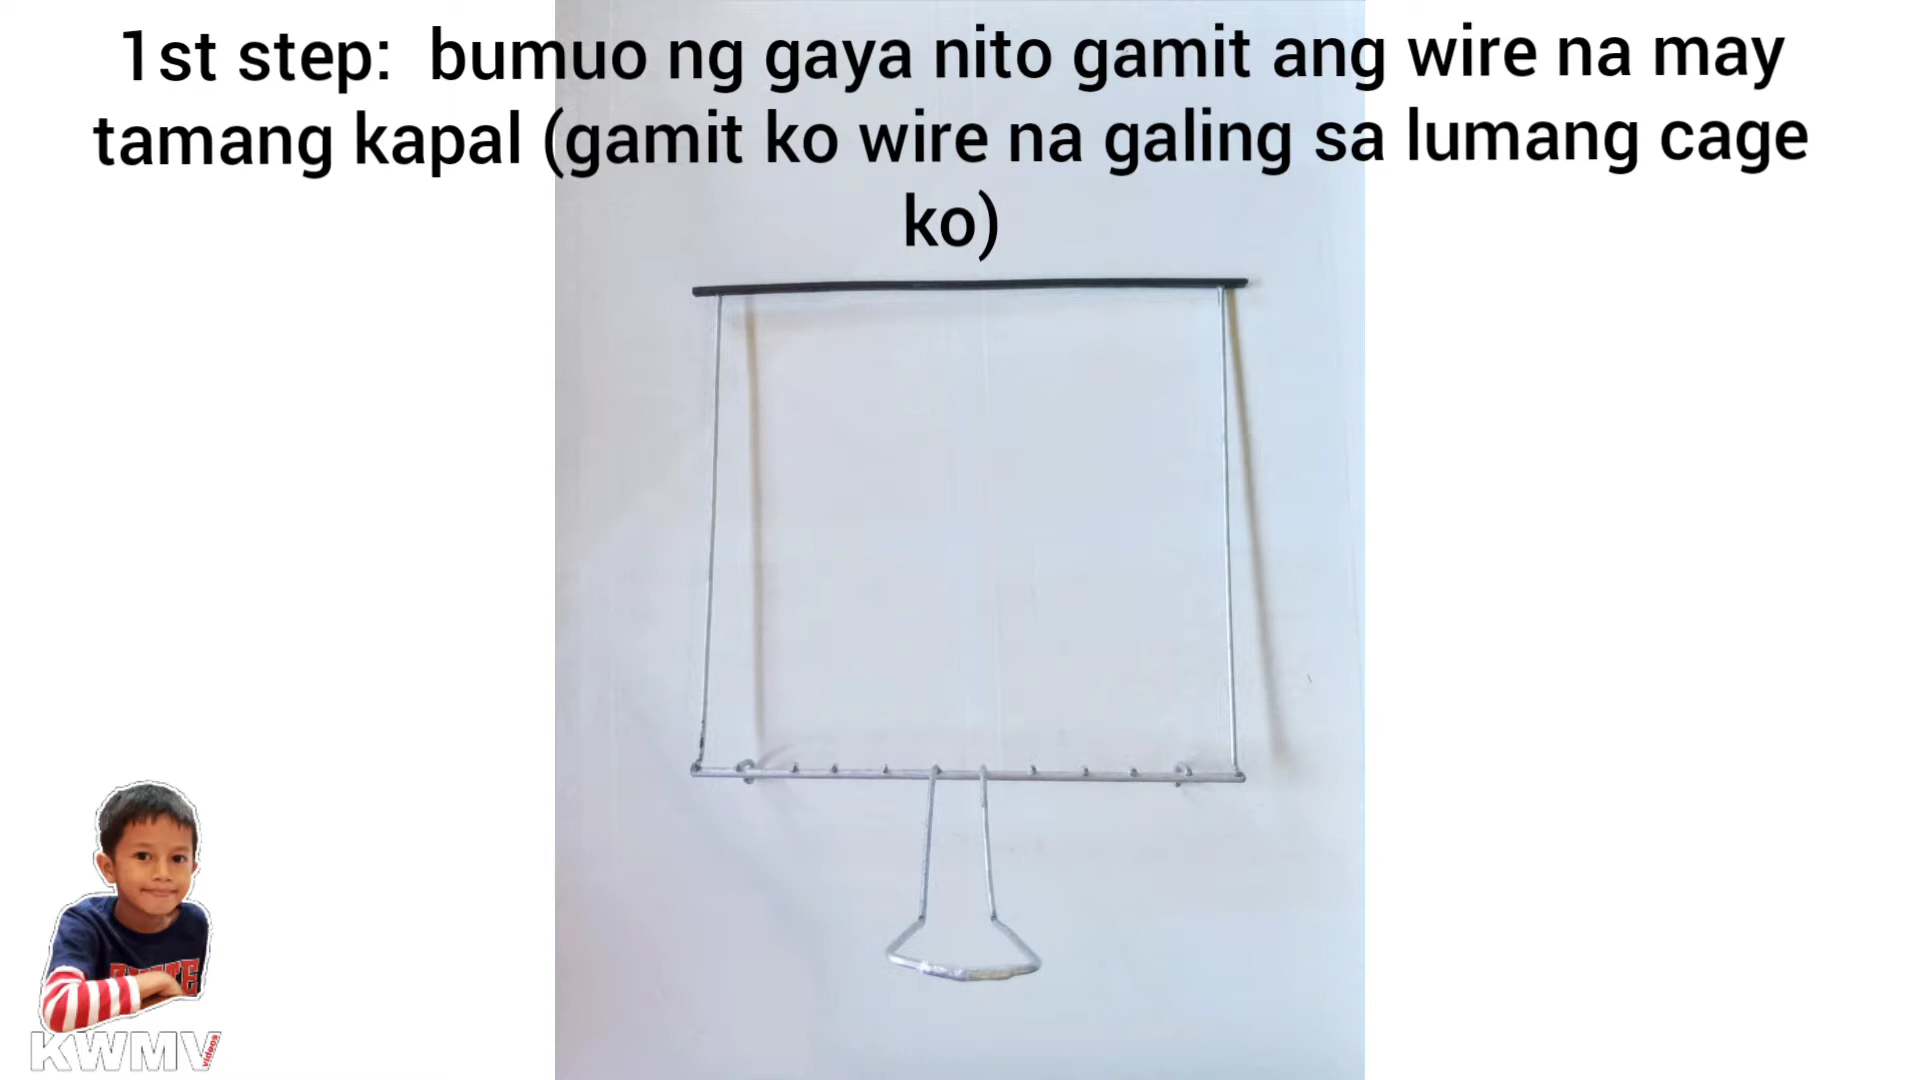 1st step:  bumuo ng gaya nito gamit ang wire na may
tamang kapal (gamit ko wire na galing sa lumang cage
ko)
KWMV
videos